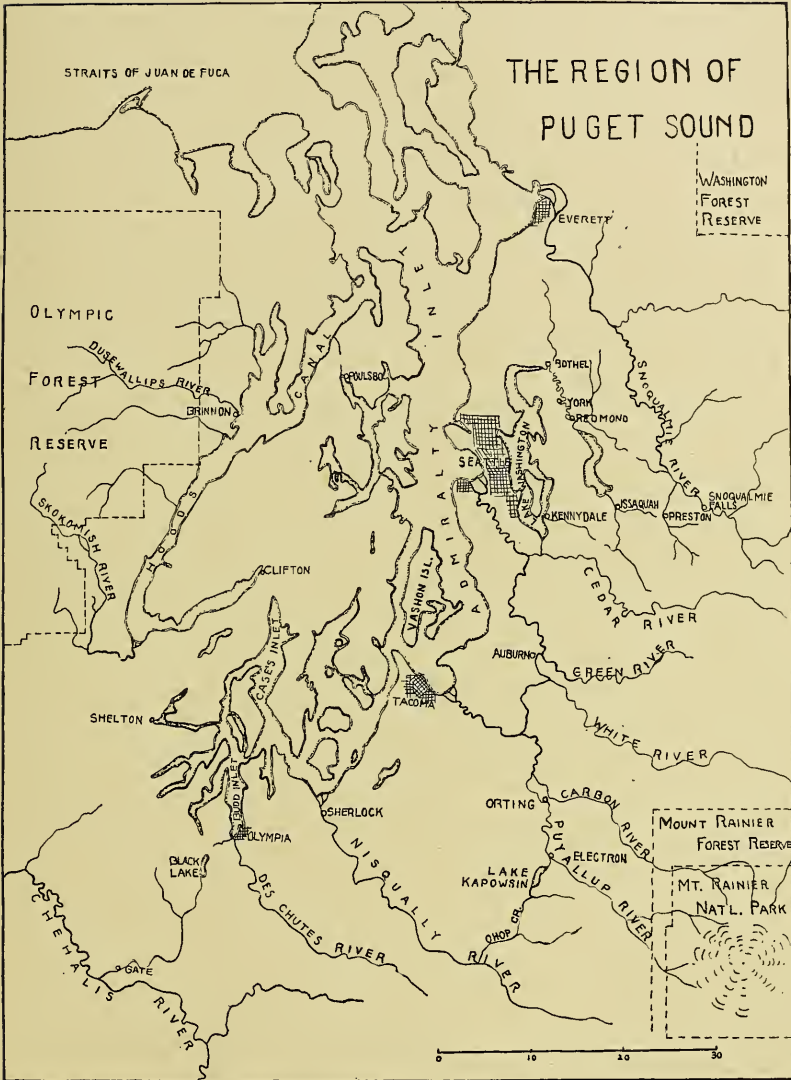 THE REGION OF
PUGET SOUND
STRAITS OF JUAN DE FUCA
WASHINGTON
FOREST
RESERVE
EVERETT
OLYMPIC
FOREST
RESERVE
DUSEWALLIPS RIVER
BRINNON
SKOKOMISH RIVER
HOODS CANAL
POULSBO
ADMIRALTY INLET
BOTHEL
YORK
REDMOND
SNOQUALMIE RIVER
SEATTLE
LAKE WASHINGTON
KENNYDALE
ISSAQUAH
PRESTON
SNOQUALMIE
FALLS
CLIFTON
VASHON ISL.
CEDAR RIVER
CASE'S INLET
AUBURN
GREEN RIVER
TACOMA
SHELTON
WHITE RIVER
BUDD INLET
SHERLOCK
ORTING
CARBON RIVER
MOUNT RAINIER
FOREST RESERVE
OLYMPIA
ELECTRON
PUYALLUP RIVER
BLACK
LAKE
LAKE
KAPOWSIN
MT. RAINIER
NAT'L. PARK
DES CHUTES RIVER
NISQUALLY RIVER
OHOP CR.
CHEHALIS RIVER
GATE
0 10 20 30